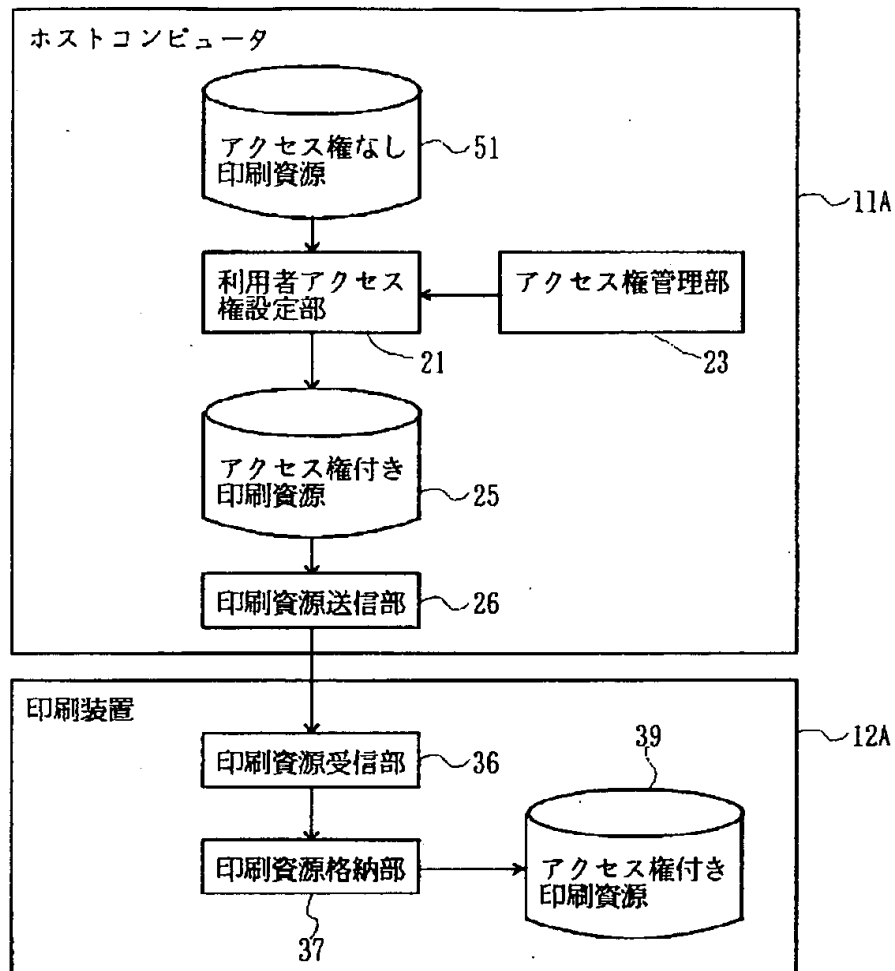 ホストコンピュータ
アクセス権なし
印刷資源
51
11A
利用者アクセス
権設定部
アクセス権管理部
21
23
アクセス権付き
印刷資源
25
印刷資源送信部
26
印刷装置
12A
印刷資源受信部
36
39
印刷資源格納部
アクセス権付き
印刷資源
37